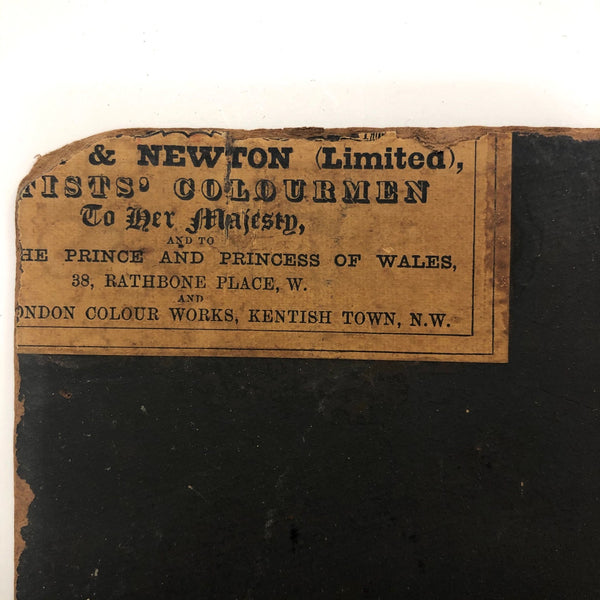 & NEWTON (Limited),
TISTS' COLOURMEN
To Her Majesty,
AND TO
HE PRINCE AND PRINCESS OF WALES,
38, RATHBONE PLACE, W.
AND
ONDON COLOUR WORKS, KENTISH TOWN, N.W.